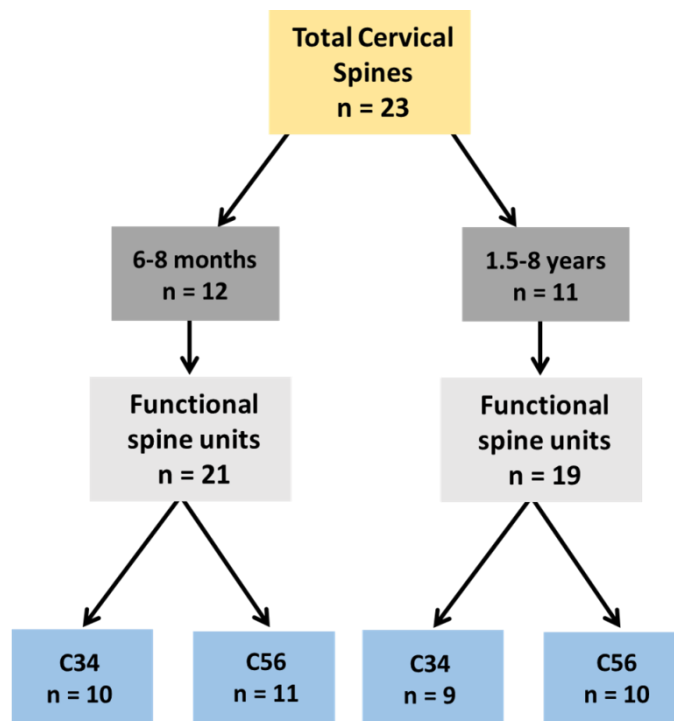 Total Cervical
Spines
n = 23
6-8 months
n = 12
1.5-8 years
n = 11
Functional
spine units
n = 21
Functional
spine units
n = 19
C34
n = 10
C56
n = 11
C34
n = 9
C56
n = 10